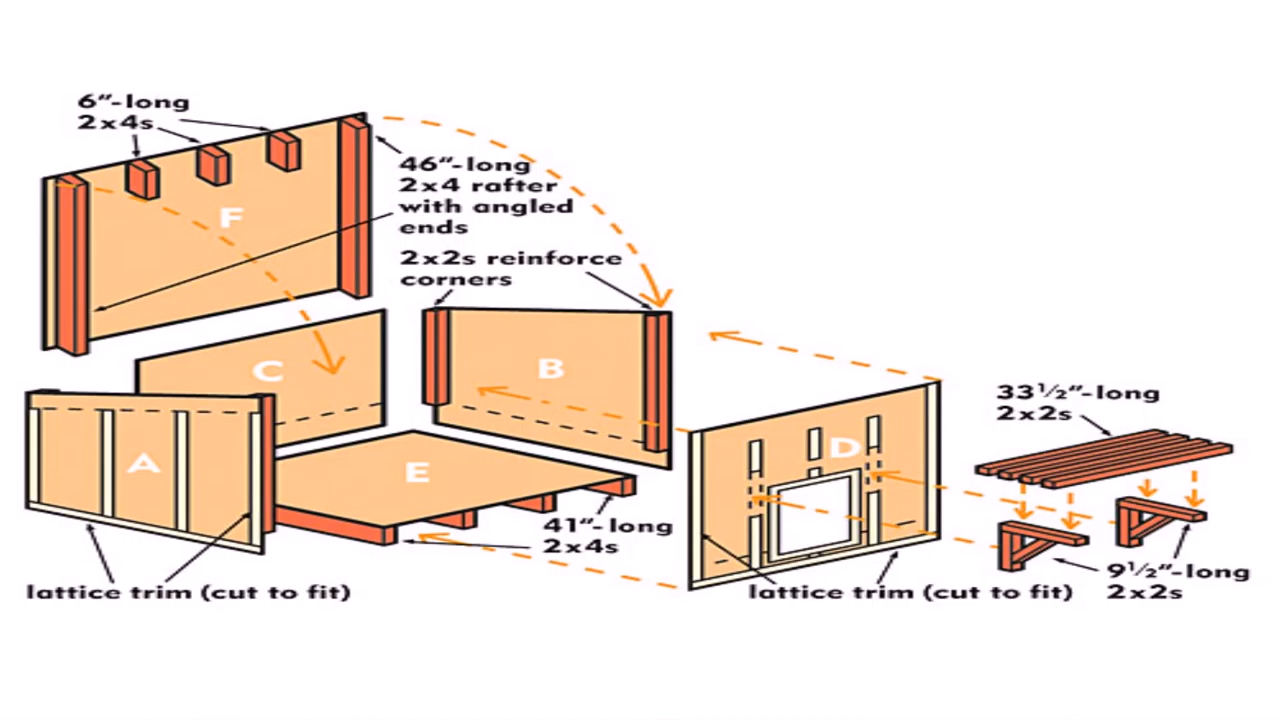 6"-long
2x4s
46"-long
2x4 rafter
with angled
ends
F
2x2s reinforce
corners
C
B
A
E
D
33½"-long
2x2s
41"-long
2x4s
9½"-long
2x2s
lattice trim (cut to fit)
lattice trim (cut to fit)